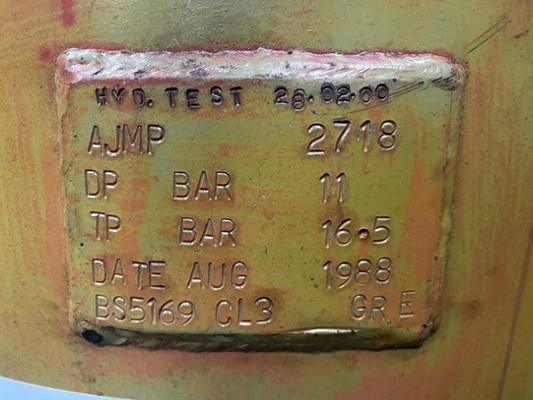 HYD. TEST 28.02.00
AJMP 2718
DP BAR 11
TP BAR 16.5
DATE AUG 1988
BS5169 CL3 GR.E